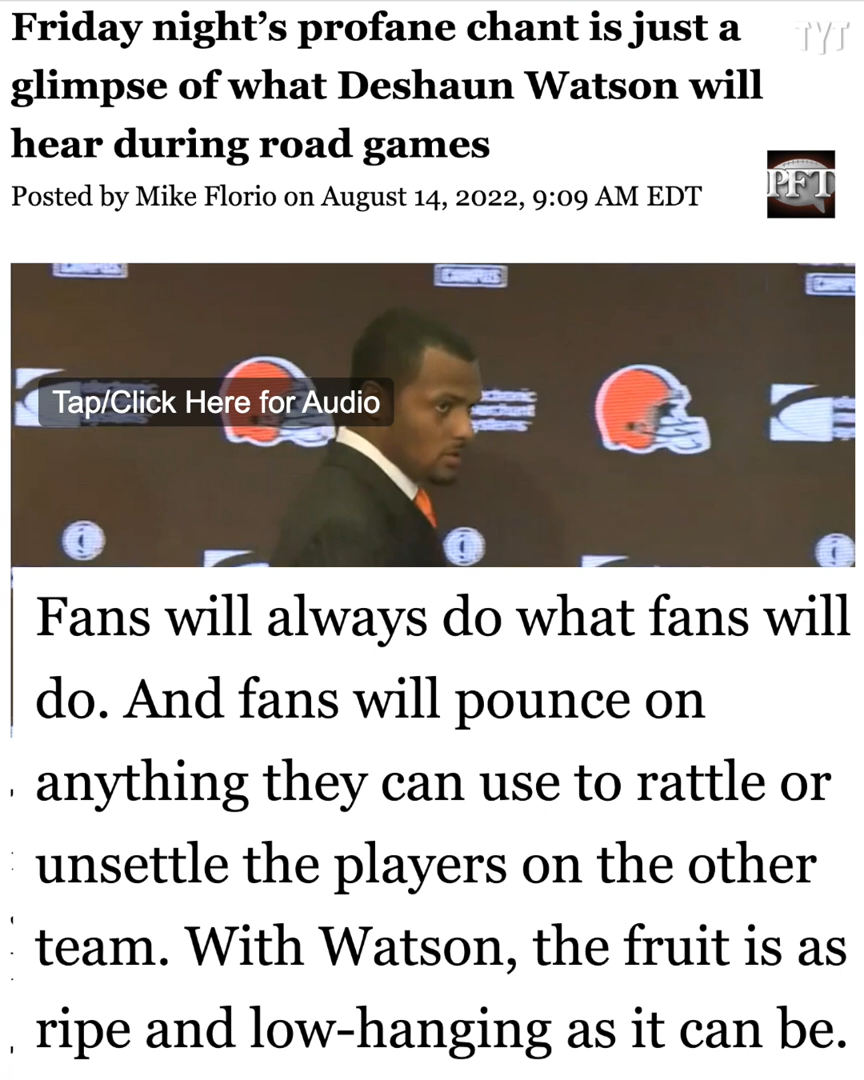 Friday night’s profane chant is just a
TYT
glimpse of what Deshaun Watson will
hear during road games
PFT
Posted by Mike Florio on August 14, 2022, 9:09 AM EDT
CAMPUS
Tap/Click Here for Audio
Fans will always do what fans will
do. And fans will pounce on
anything they can use to rattle or
unsettle the players on the other
team. With Watson, the fruit is as
ripe and low-hanging as it can be.